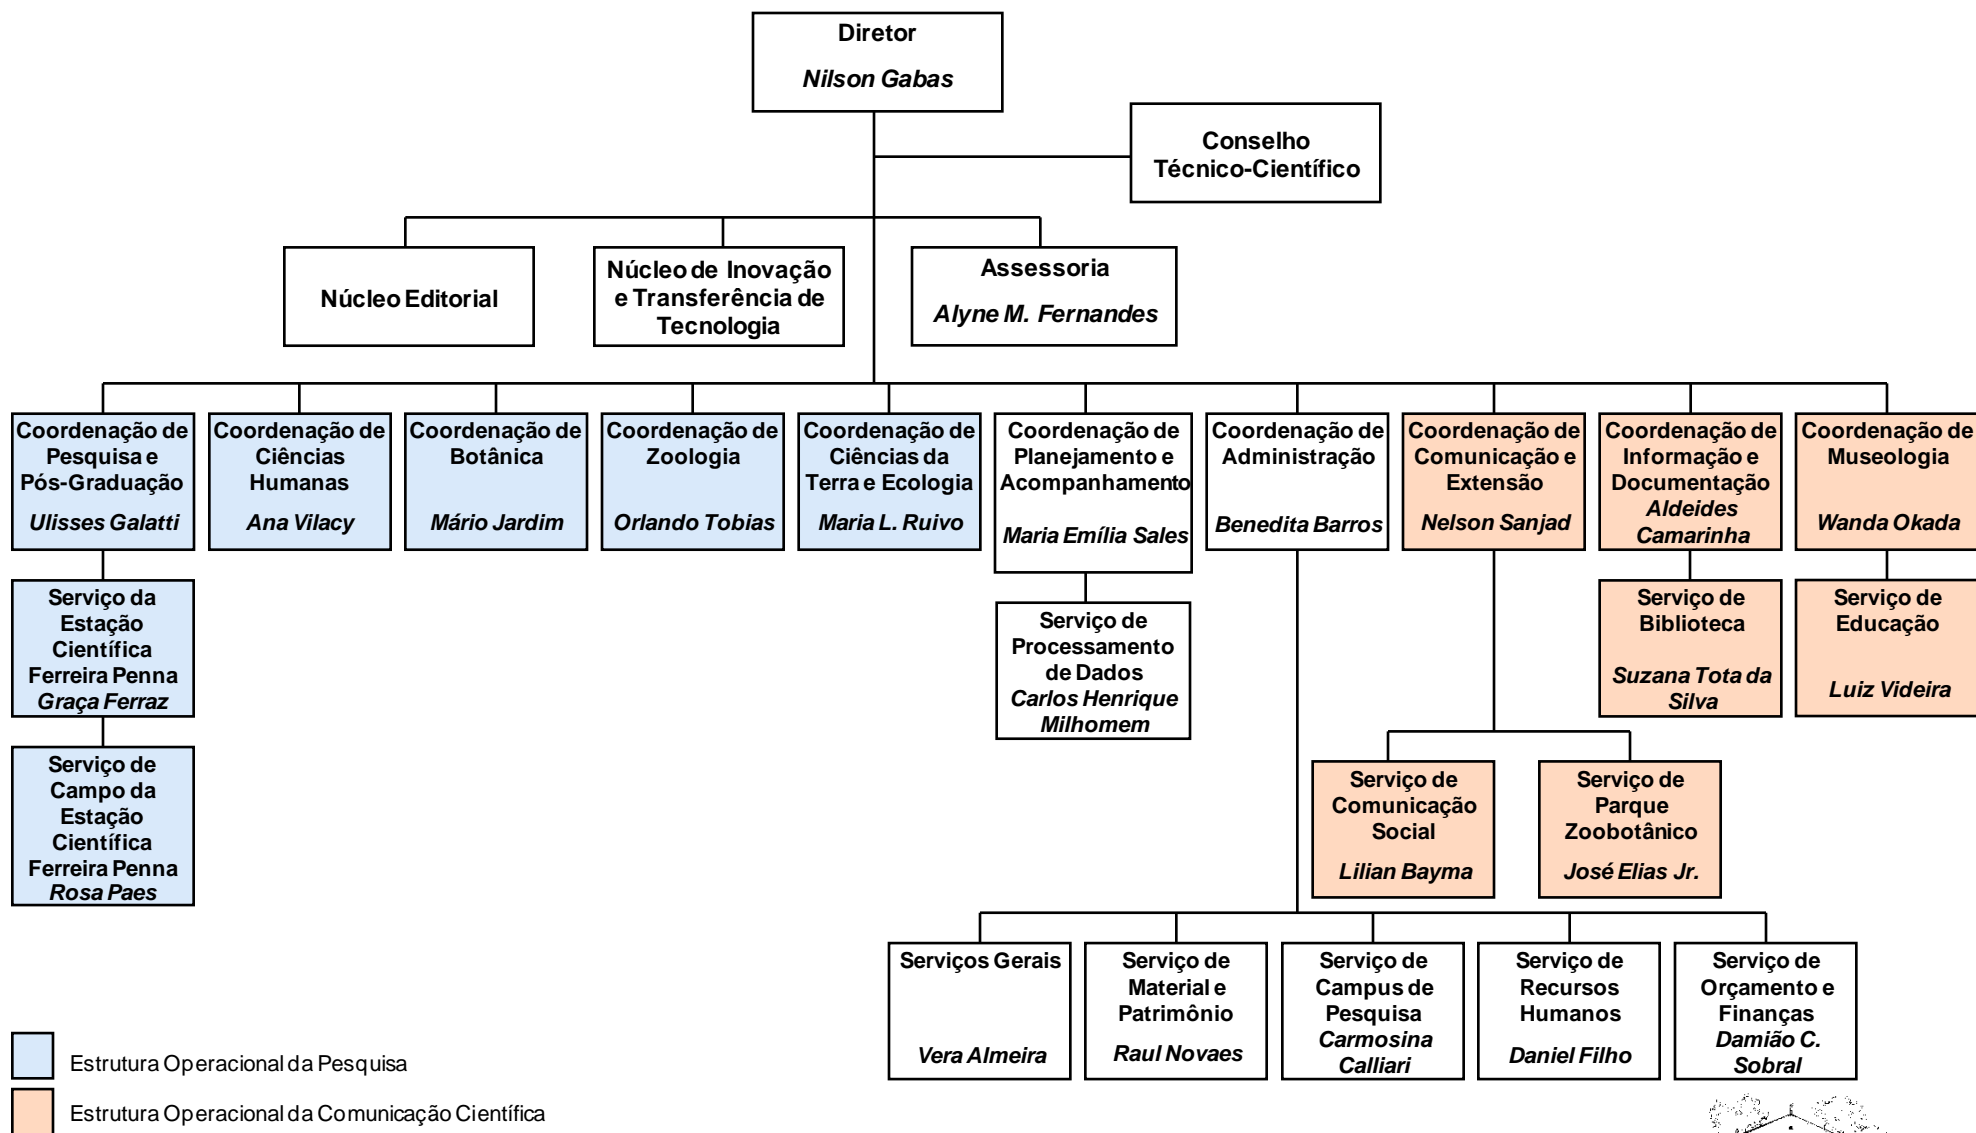 Diretor
Nilson Gabas
Conselho
Técnico-Científico
Núcleo Editorial
Núcleo de Inovação
e Transferência de
Tecnologia
Assessoria
Alyne M. Fernandes
Coordenação de
Pesquisa e
Pós-Graduação
Ulisses Galatti
Coordenação de
Ciências
Humanas
Ana Vilacy
Coordenação de
Botânica
Mário Jardim
Coordenação de
Zoologia
Orlando Tobias
Coordenação de
Ciências da
Terra e Ecologia
Maria L. Ruivo
Coordenação de
Planejamento e
Acompanhamento
Maria Emília Sales
Coordenação de
Administração
Benedita Barros
Coordenação de
Comunicação e
Extensão
Nelson Sanjad
Coordenação de
Informação e
Documentação
Aldeides
Camarinha
Coordenação de
Museologia
Wanda Okada
Serviço da
Estação
Científica
Ferreira Penna
Graça Ferraz
Serviço de
Processamento
de Dados
Carlos Henrique
Milhomem
Serviço de
Biblioteca
Suzana Tota da
Silva
Serviço de
Educação
Luiz Videira
Serviço de
Campo da
Estação
Científica
Ferreira Penna
Rosa Paes
Serviço de
Comunicação
Social
Lilian Bayma
Serviço de
Parque
Zoobotânico
José Elias Jr.
Serviços Gerais
Vera Almeira
Serviço de
Material e
Patrimônio
Raul Novaes
Serviço de
Campus de
Pesquisa
Carmosina
Calliari
Serviço de
Recursos
Humanos
Daniel Filho
Serviço de
Orçamento e
Finanças
Damião C.
Sobral
Estrutura Operacional da Pesquisa
Estrutura Operacional da Comunicação Científica